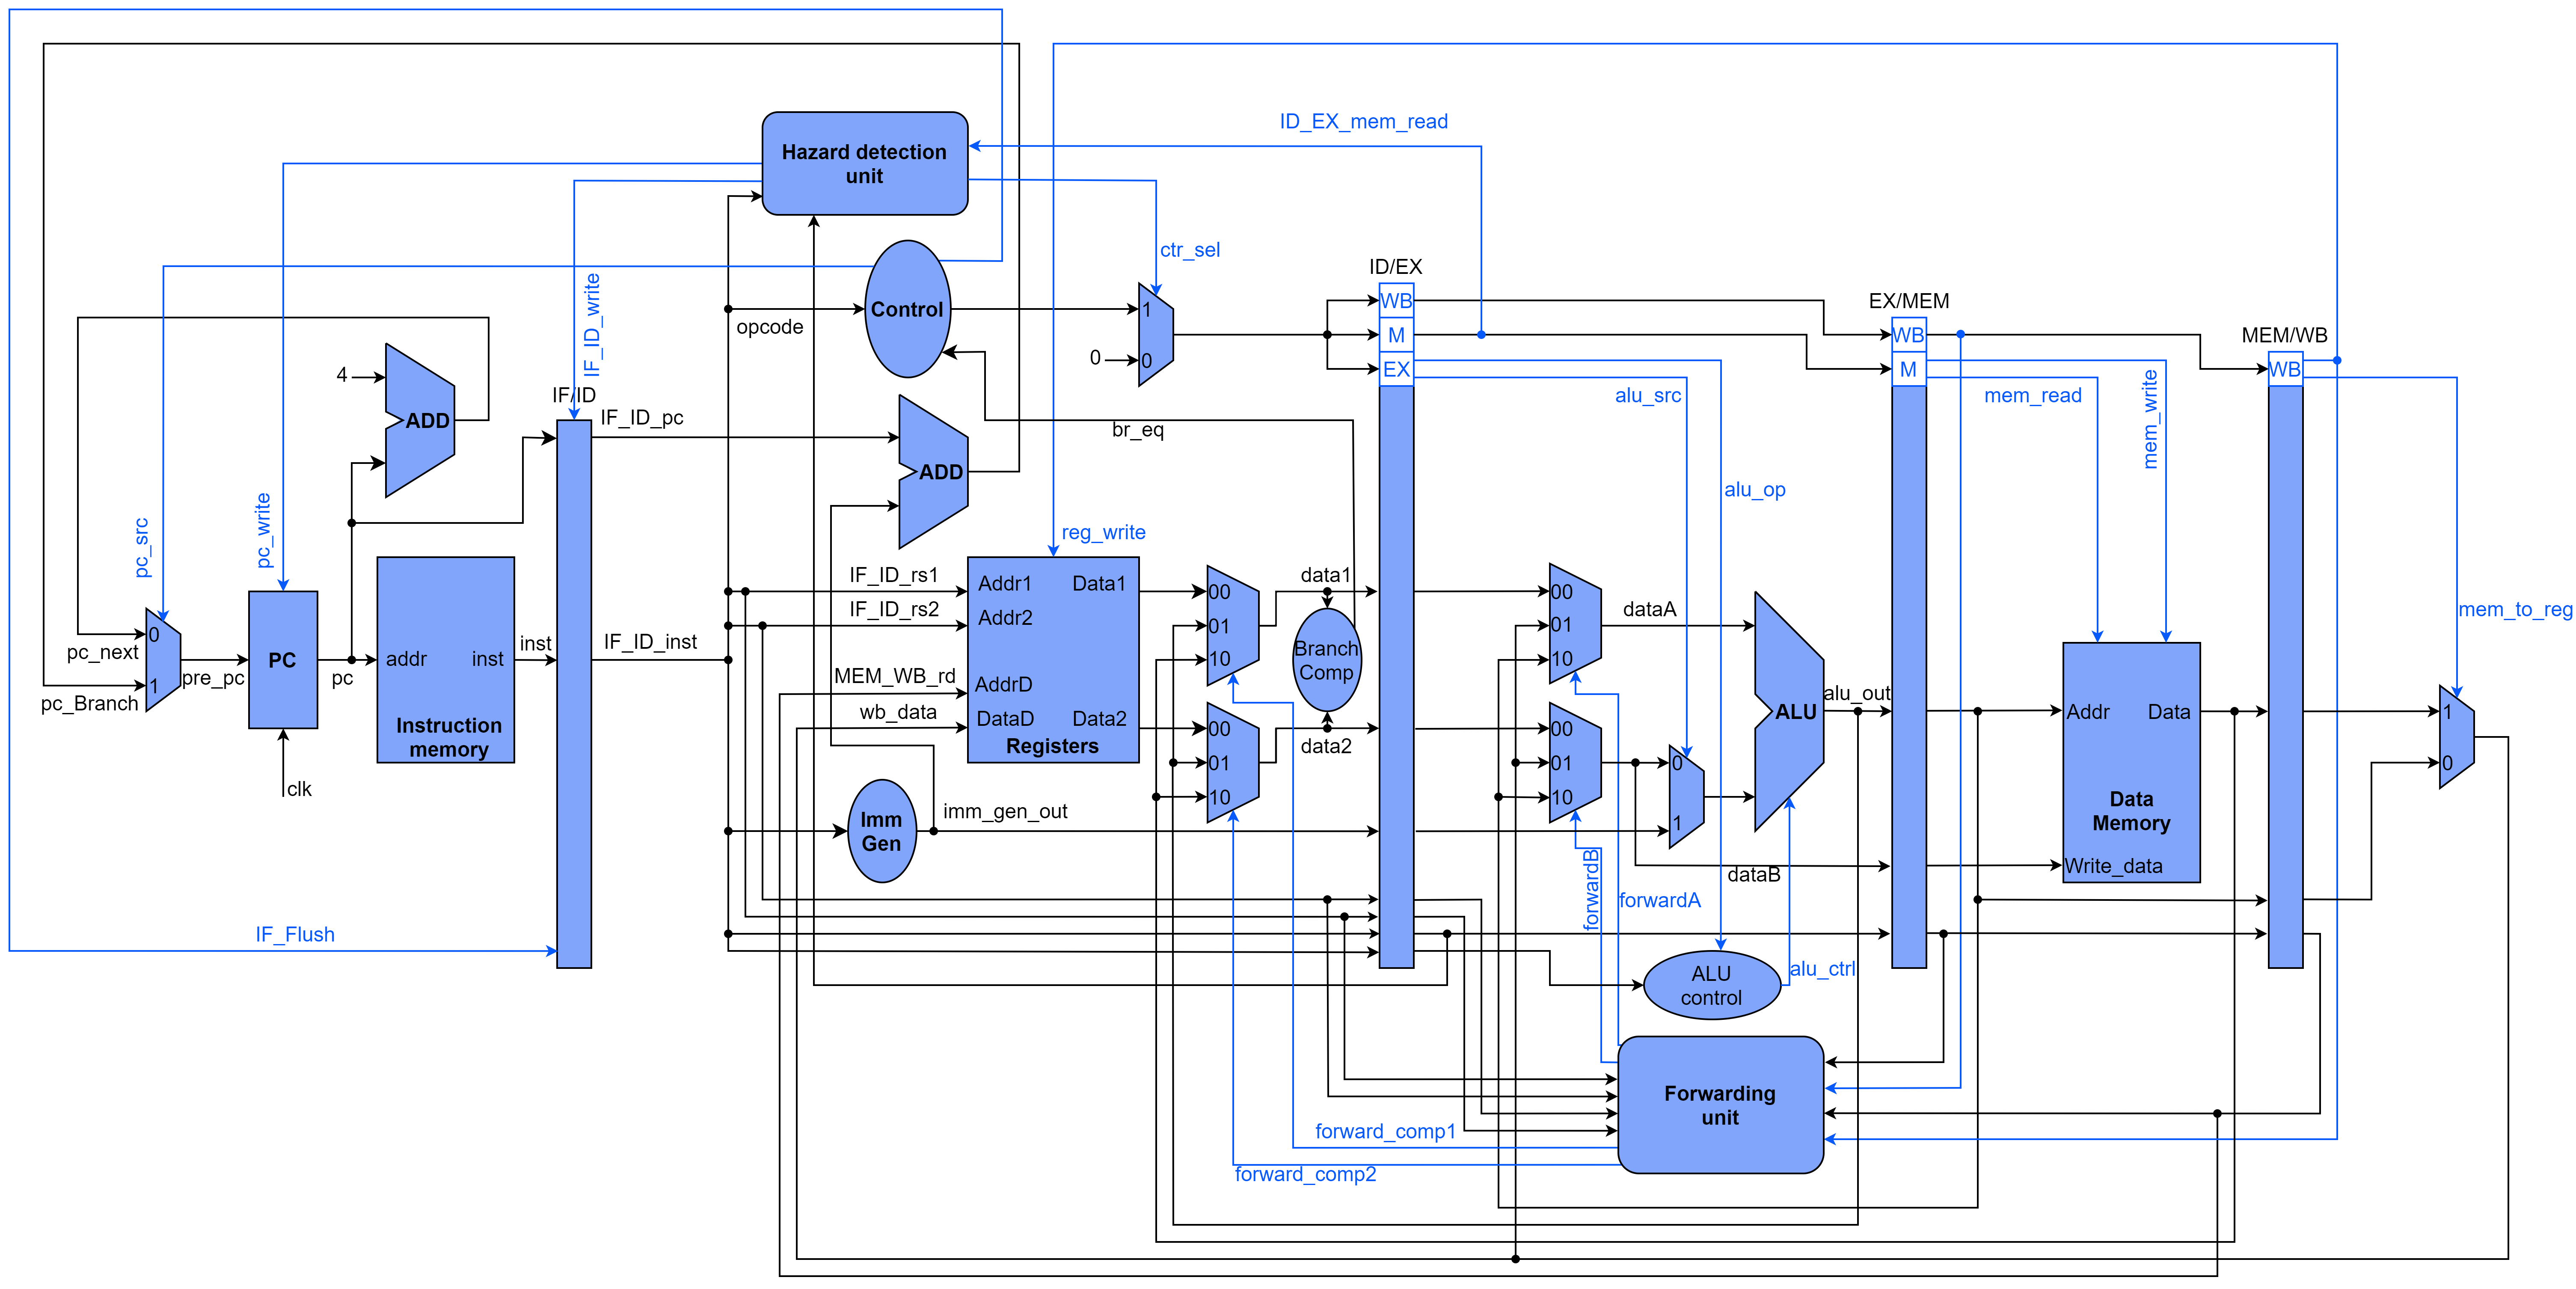 ID_EX_mem_read
Hazard detection
unit
ctr_sel
ID/EX
IF_ID_write
Control
opcode
1
0
0
WB
M
EX
EX/MEM
WB
M
MEM/WB
WB
4
ADD
IF/ID
IF_ID_pc
ADD
br_eq
alu_src
mem_read
mem_write
alu_op
pc_src
pc_write
reg_write
IF_ID_rs1
IF_ID_rs2
Addr1
Data1
Addr2
MEM_WB_rd
AddrD
wb_data
DataD
Data2
Registers
00
01
10
data1
Branch
Comp
data2
00
01
10
00
01
10
dataA
00
01
10
0
1
ALU
alu_out
mem_to_reg
0
pc_next
1
pc_Branch
pre_pc
PC
pc
clk
addr
inst
Instruction
memory
inst
IF_ID_inst
Addr
Data
Data
Memory
Write_data
1
0
Imm
Gen
imm_gen_out
dataB
forwardB
forwardA
IF_Flush
ALU
control
alu_ctrl
Forwarding
unit
forward_comp1
forward_comp2